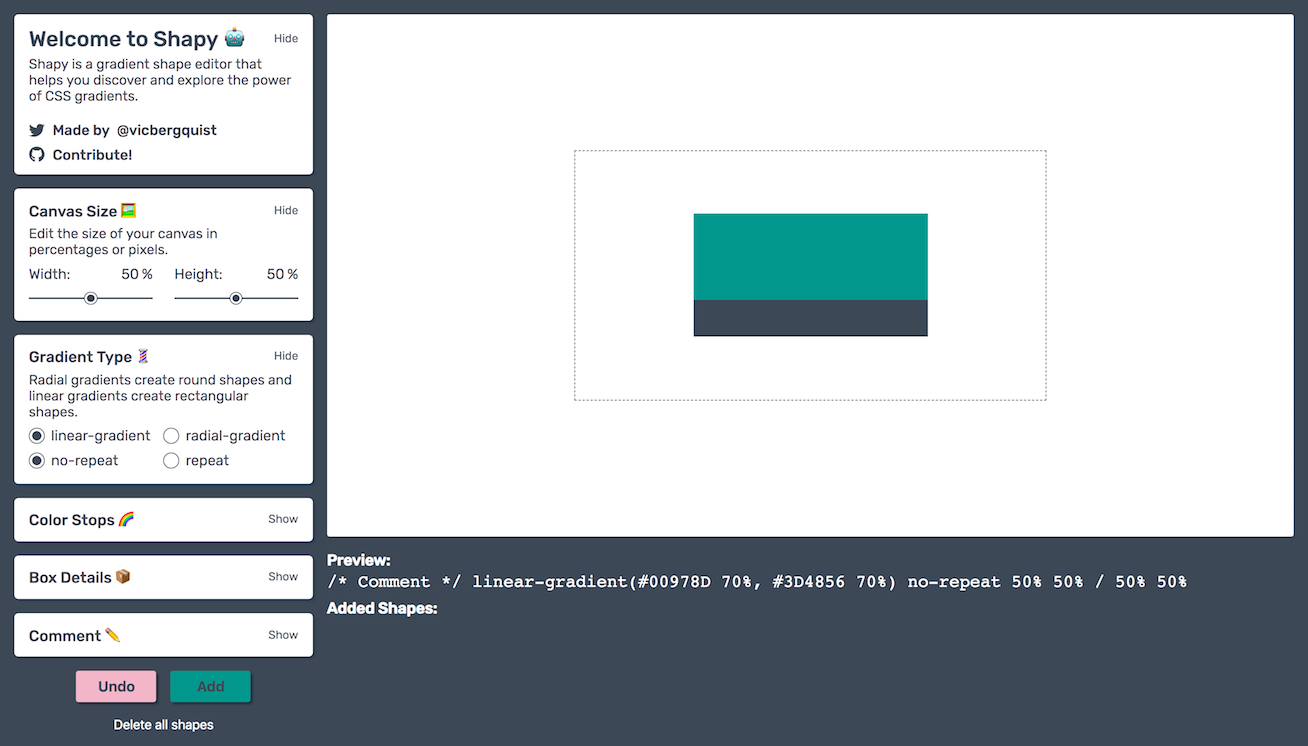 Welcome to Shapy 🤖 Hide
Shapy is a gradient shape editor that
helps you discover and explore the power
of CSS gradients.
Made by @vicbergquist
Contribute!
Canvas Size 🖼️ Hide
Edit the size of your canvas in
percentages or pixels.
Width: 50 % Height: 50 %
Gradient Type 💈 Hide
Radial gradients create round shapes and
linear gradients create rectangular
shapes.
linear-gradient radial-gradient
no-repeat repeat
Color Stops 🌈 Show
Box Details 📦 Show
Comment ✏️ Show
Undo Add
Delete all shapes
Preview:
/* Comment */ linear-gradient(#00978D 70%, #3D4856 70%) no-repeat 50% 50% / 50% 50%
Added Shapes: